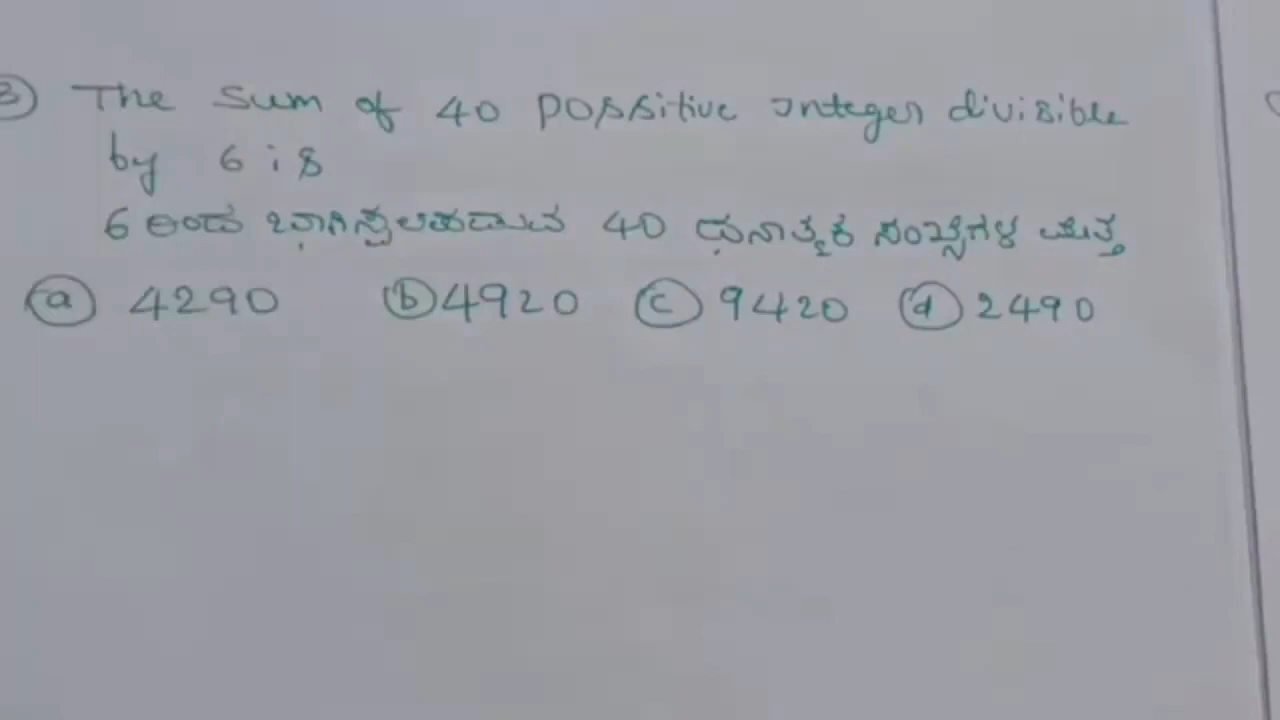 3) The sum of 40 possitive Integer divisible
by 6 is
6 ರಿಂದ ಭಾಗಿಸಲ್ಪಡುವ 40 ಧನಾತ್ಮಕ ಸಂಖ್ಯೆಗಳ ಮೊತ್ತ
(a) 4290 (b) 4920 (c) 9420 (d) 2490